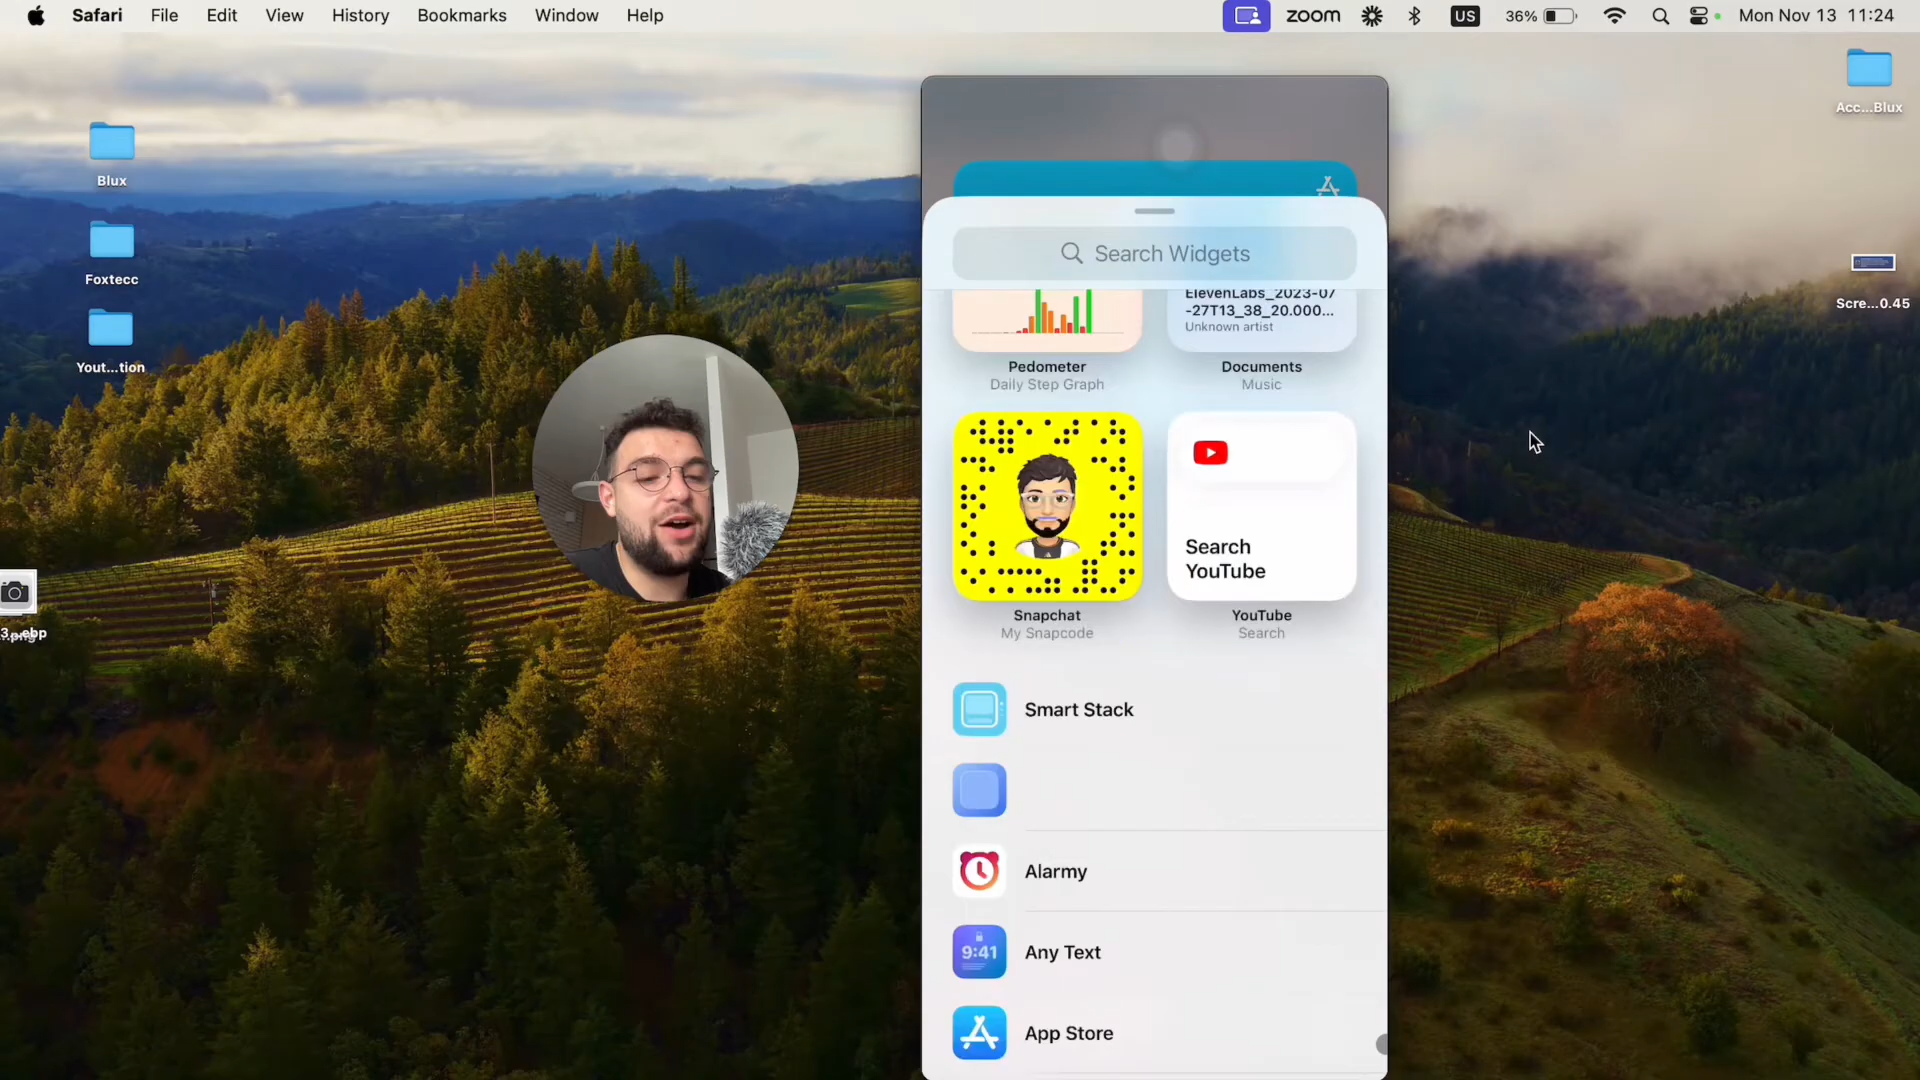 Safari File Edit View History Bookmarks Window Help
zoom US 36% Mon Nov 13 11:24
Blux
Foxtecc
Yout...tion
Acc...Blux
Scre...0.45
Search Widgets
ElevenLabs_2023-07
-27T13_38_20.000...
Unknown artist
Pedometer
Daily Step Graph
Documents
Music
Search
YouTube
Snapchat
My Snapcode
YouTube
Search
Smart Stack
Alarmy
9:41
Any Text
App Store